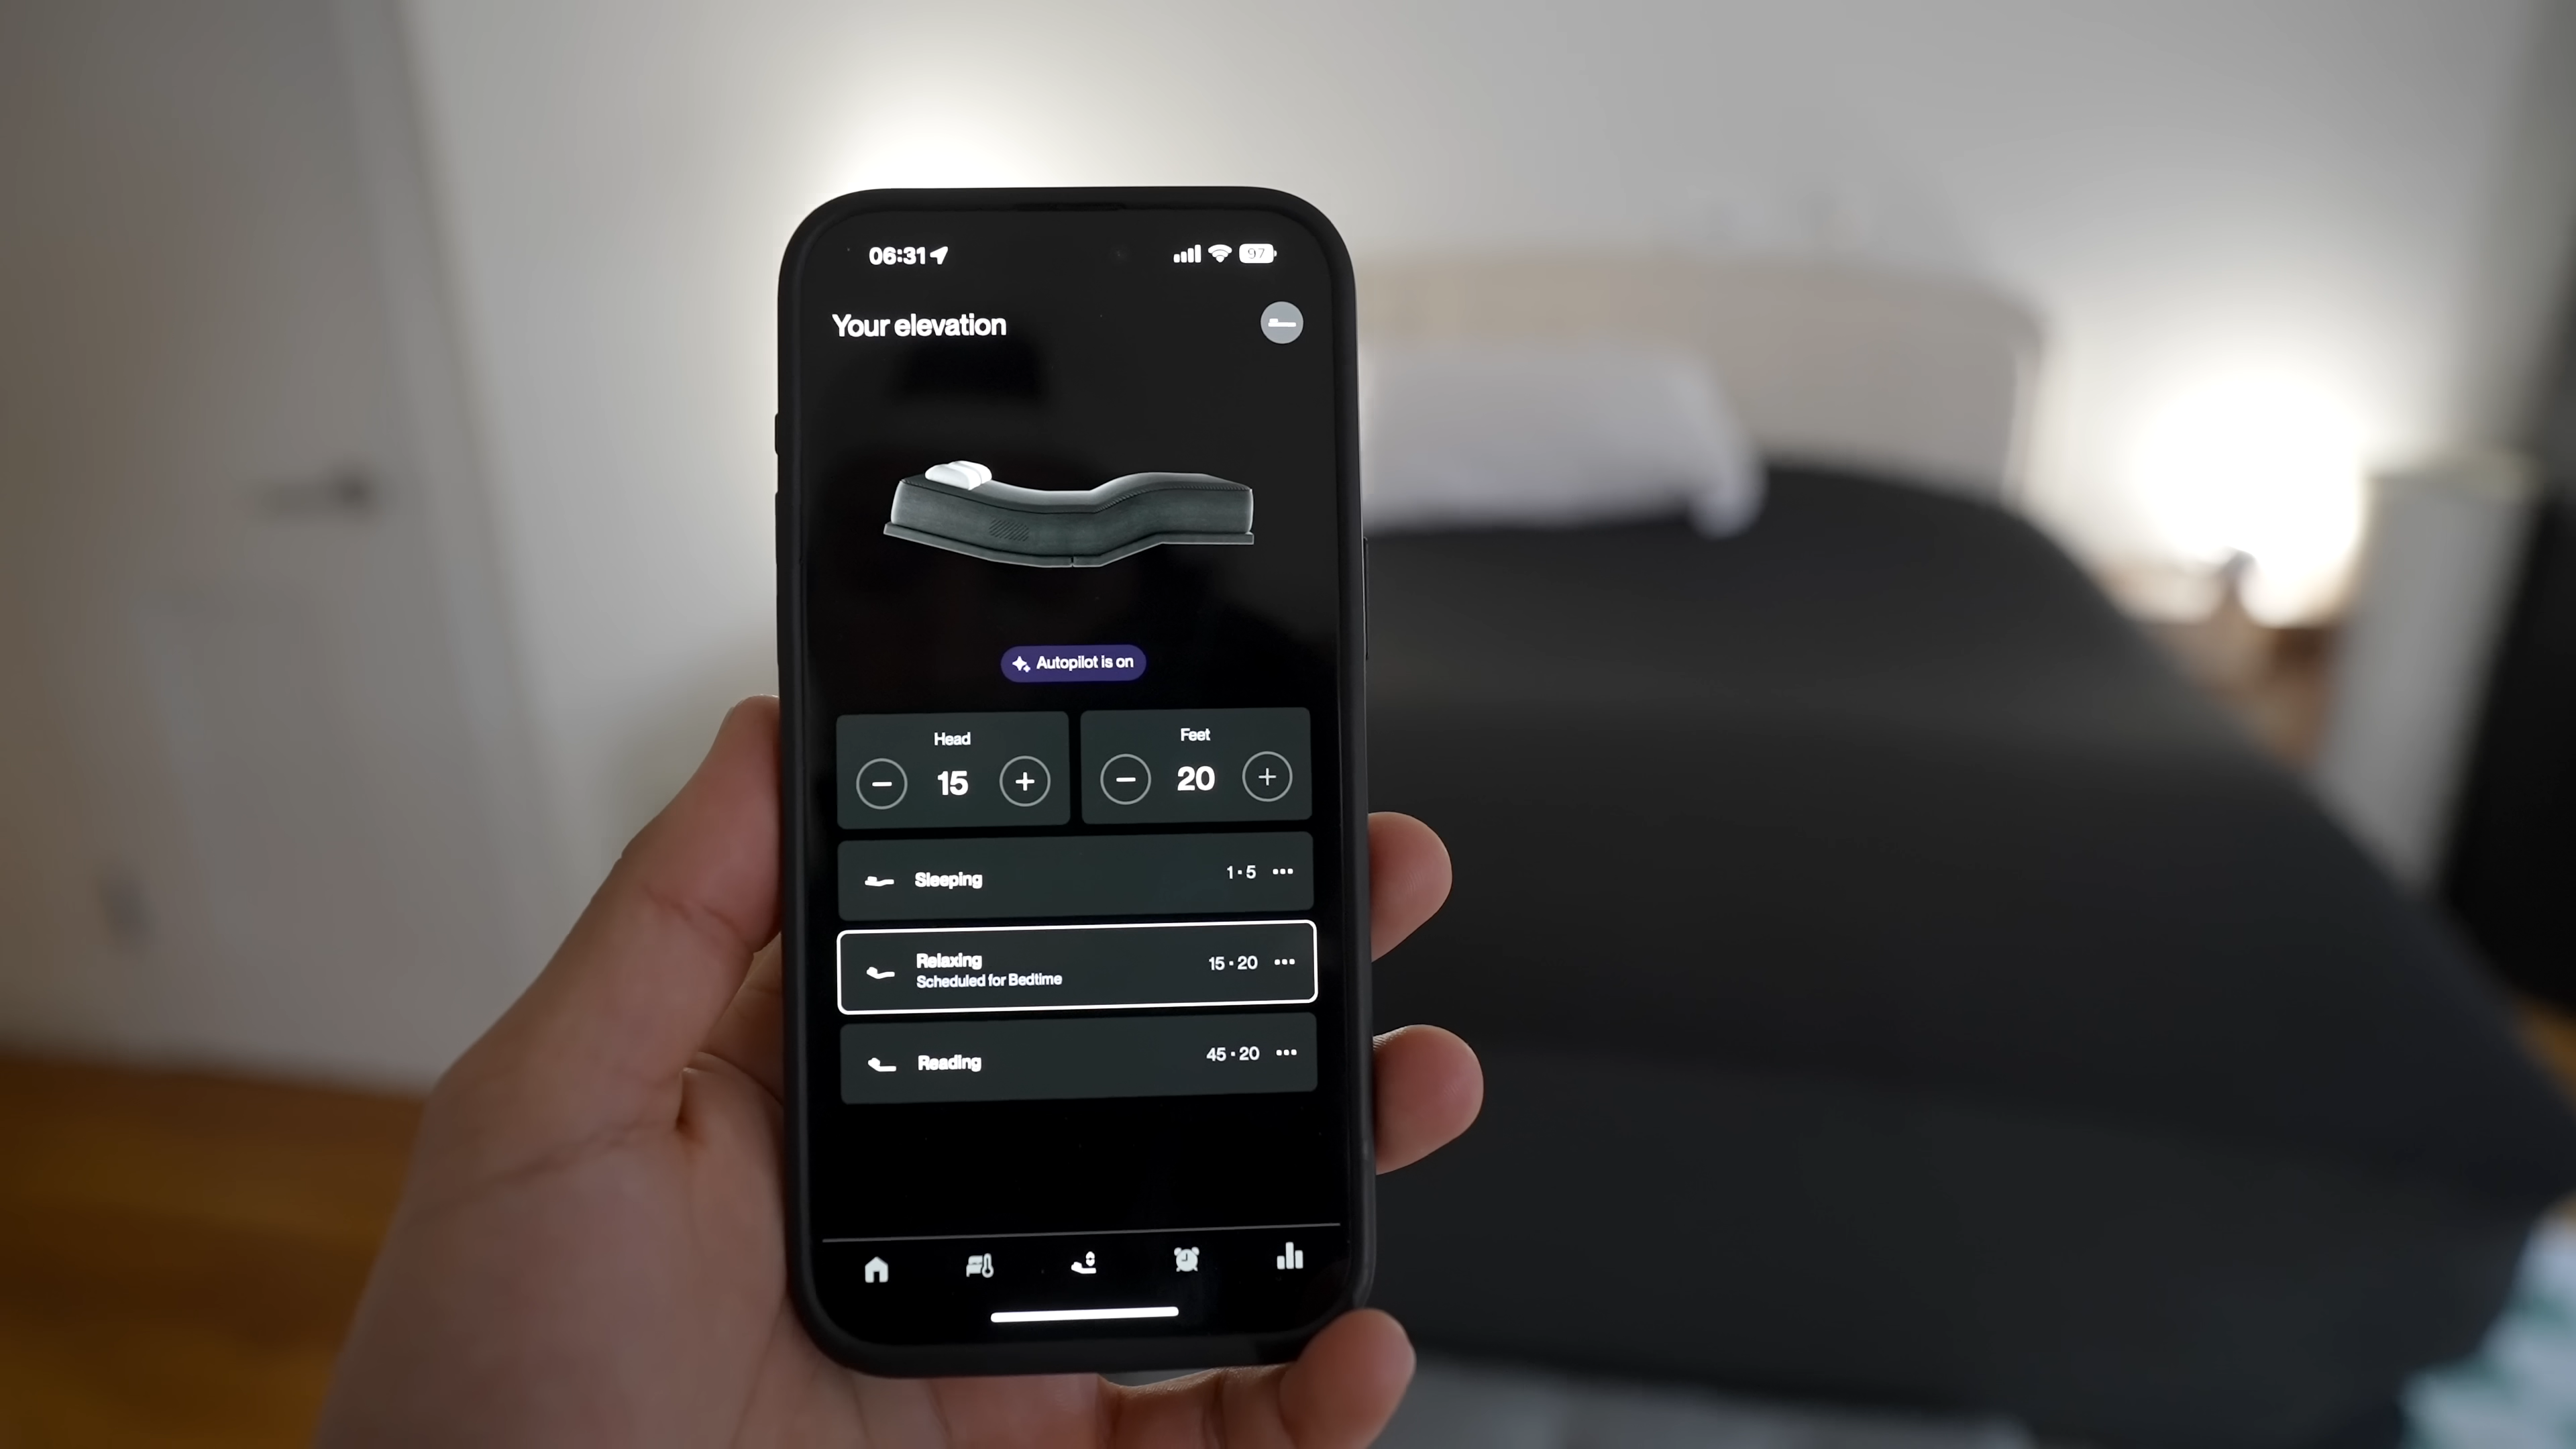 06:31
97
Your elevation
Autopilot is on
Head
Feet
15
20
Sleeping
1 · 5
Relaxing
Scheduled for Bedtime
15 · 20
Reading
45 · 20